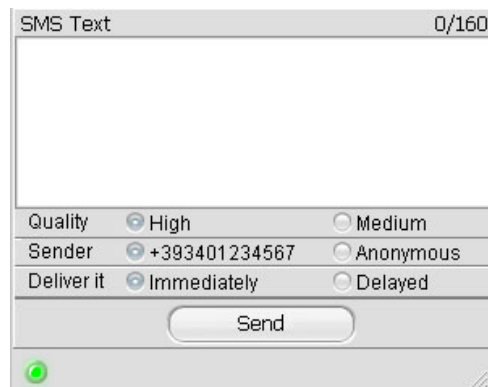 SMS Text 0/160
Quality High Medium
Sender +393401234567 Anonymous
Deliver it Immediately Delayed
Send